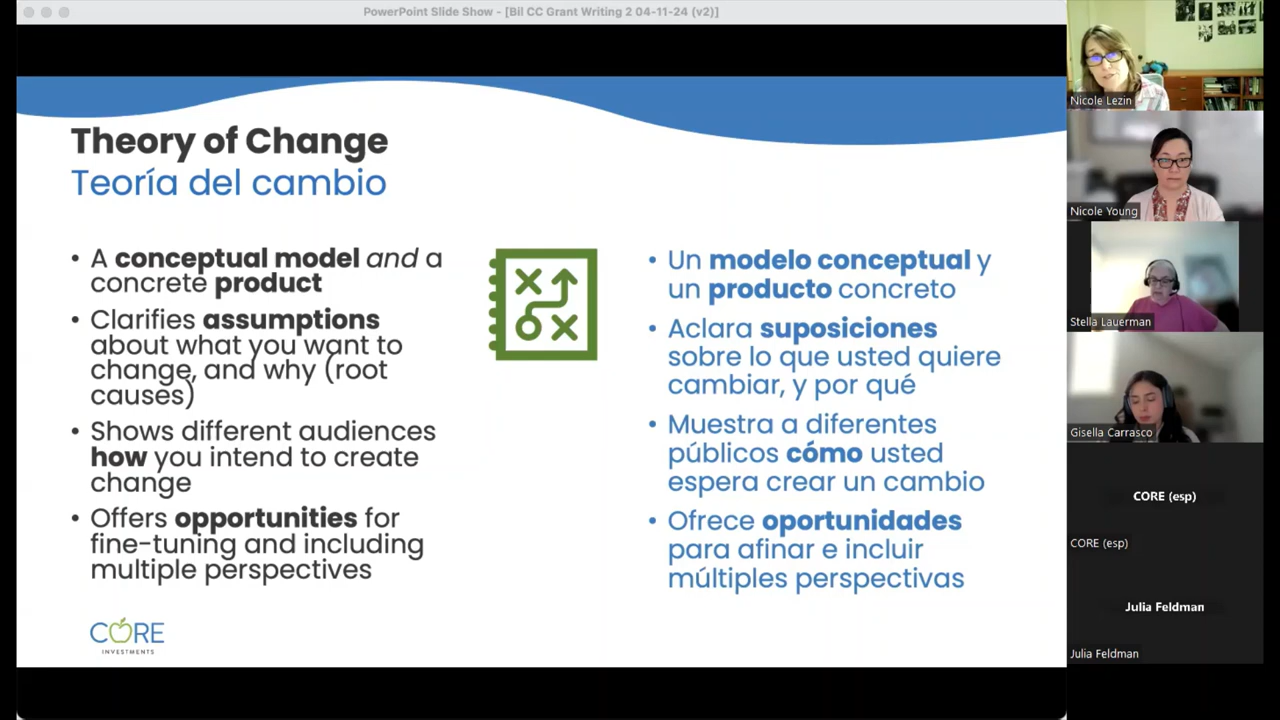 PowerPoint Slide Show - [Bil CC Grant Writing 2 04-11-24 (v2)]
Theory of Change
Teoría del cambio
• A conceptual model and a
concrete product
• Clarifies assumptions
about what you want to
change, and why (root
causes)
• Shows different audiences
how you intend to create
change
• Offers opportunities for
fine-tuning and including
multiple perspectives
• Un modelo conceptual y
un producto concreto
• Aclara suposiciones
sobre lo que usted quiere
cambiar, y por qué
• Muestra a diferentes
públicos cómo usted
espera crear un cambio
• Ofrece oportunidades
para afinar e incluir
múltiples perspectivas
CORE
INVESTMENTS
Nicole Lezin
Nicole Young
Stella Lauerman
Gisella Carrasco
CORE (esp)
CORE (esp)
Julia Feldman
Julia Feldman